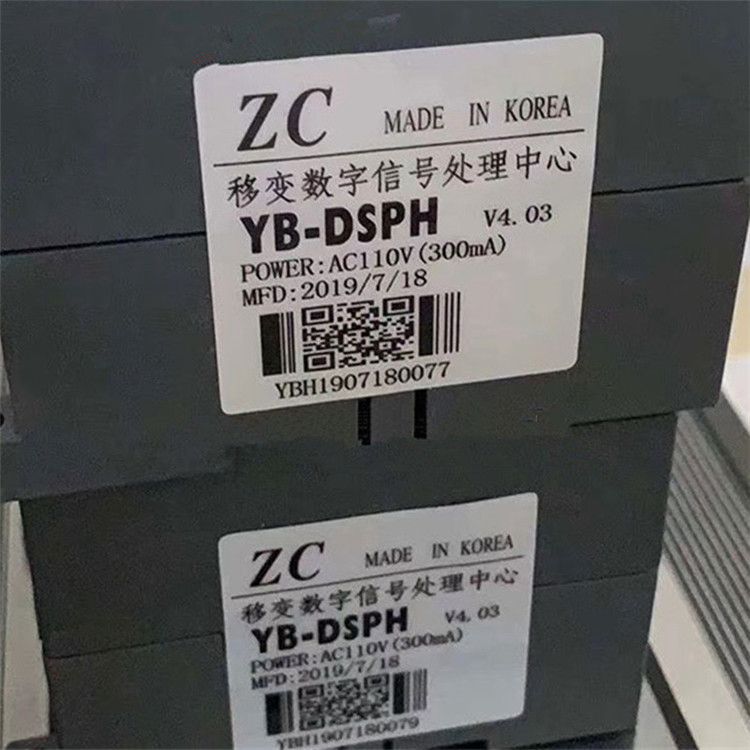 ZC MADE IN KOREA
移变数字信号处理中心
YB-DSPH V4.03
POWER:AC110V(300mA)
MFD:2019/7/18
YBH1907180077
ZC MADE IN KOREA
移变数字信号处理中心
YB-DSPH V4.03
POWER:AC110V(300mA)
MFD:2019/7/18
YBH1907180079